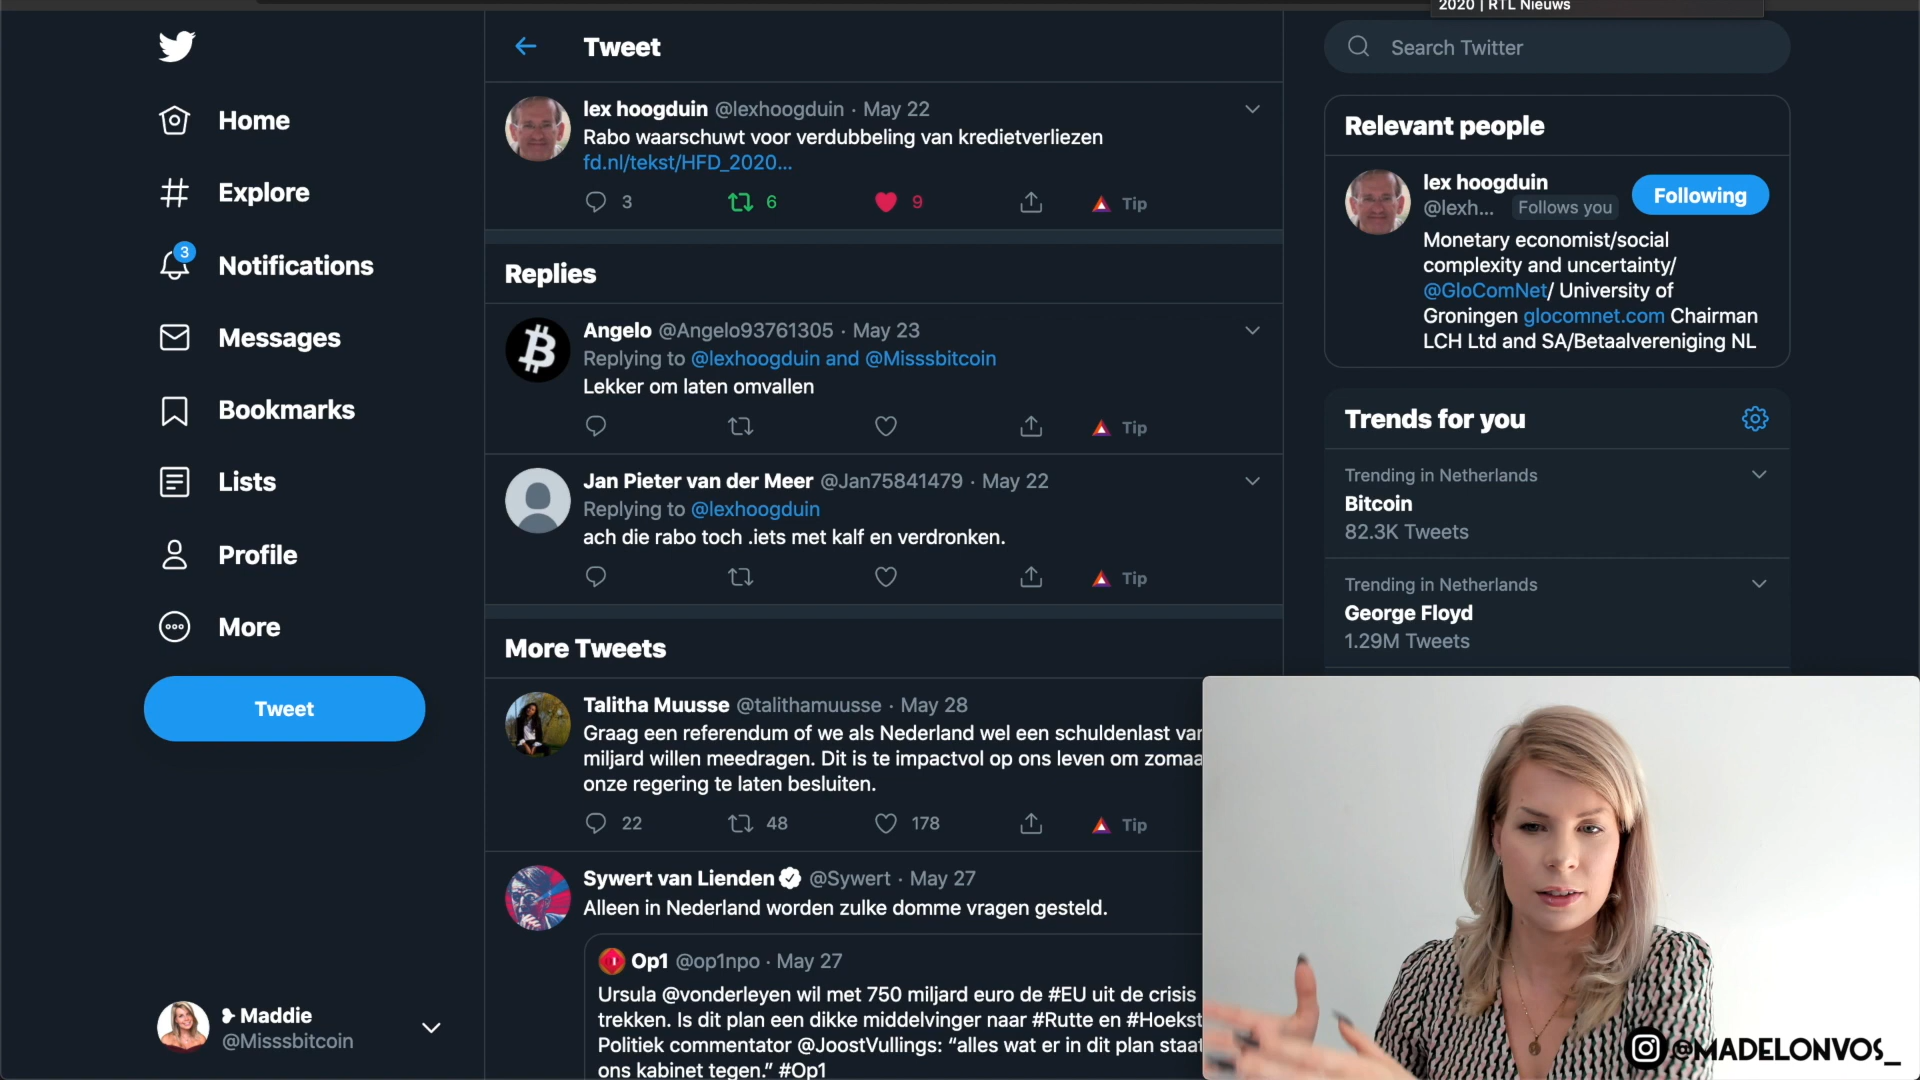 2020 | RTL Nieuws
Home
Explore
3
Notifications
Messages
Bookmarks
Lists
Profile
More
Tweet
Maddie
@Misssbitcoin
Tweet
lex hoogduin @lexhoogduin · May 22
Rabo waarschuwt voor verdubbeling van kredietverliezen
fd.nl/tekst/HFD_2020...
3 6 9 Tip
Replies
Angelo @Angelo93761305 · May 23
Replying to @lexhoogduin and @Misssbitcoin
Lekker om laten omvallen
Tip
Jan Pieter van der Meer @Jan75841479 · May 22
Replying to @lexhoogduin
ach die rabo toch .iets met kalf en verdronken.
Tip
More Tweets
Talitha Muusse @talithamuusse · May 28
Graag een referendum of we als Nederland wel een schuldenlast van
miljard willen meedragen. Dit is te impactvol op ons leven om zomaa
onze regering te laten besluiten.
22 48 178 Tip
Sywert van Lienden @Sywert · May 27
Alleen in Nederland worden zulke domme vragen gesteld.
Op1 @op1npo · May 27
Ursula @vonderleyen wil met 750 miljard euro de #EU uit de crisis
trekken. Is dit plan een dikke middelvinger naar #Rutte en #Hoekst
Politiek commentator @JoostVullings: “alles wat er in dit plan staat
ons kabinet tegen.” #Op1
Search Twitter
Relevant people
lex hoogduin
@lexh... Follows you
Following
Monetary economist/social
complexity and uncertainty/
@GloComNet/ University of
Groningen glocomnet.com Chairman
LCH Ltd and SA/Betaalvereniging NL
Trends for you
Trending in Netherlands
Bitcoin
82.3K Tweets
Trending in Netherlands
George Floyd
1.29M Tweets
@MADELONVOS_